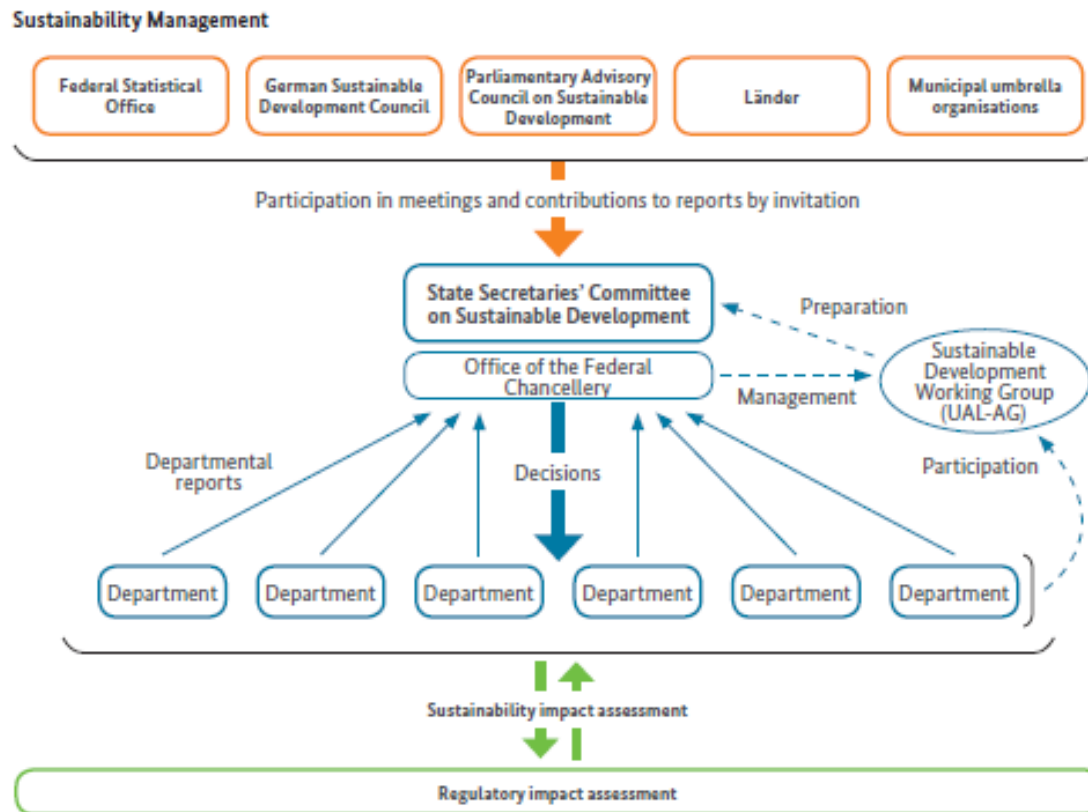 Sustainability Management
Federal Statistical
Office
German Sustainable
Development Council
Parliamentary Advisory
Council on Sustainable
Development
Länder
Municipal umbrella
organisations
Participation in meetings and contributions to reports by invitation
State Secretaries’ Committee
on Sustainable Development
Preparation
Office of the Federal
Chancellery
Sustainable
Development
Working Group
(UAL-AG)
Management
Departmental
reports
Decisions
Participation
Department
Department
Department
Department
Department
Department
Sustainability impact assessment
Regulatory impact assessment